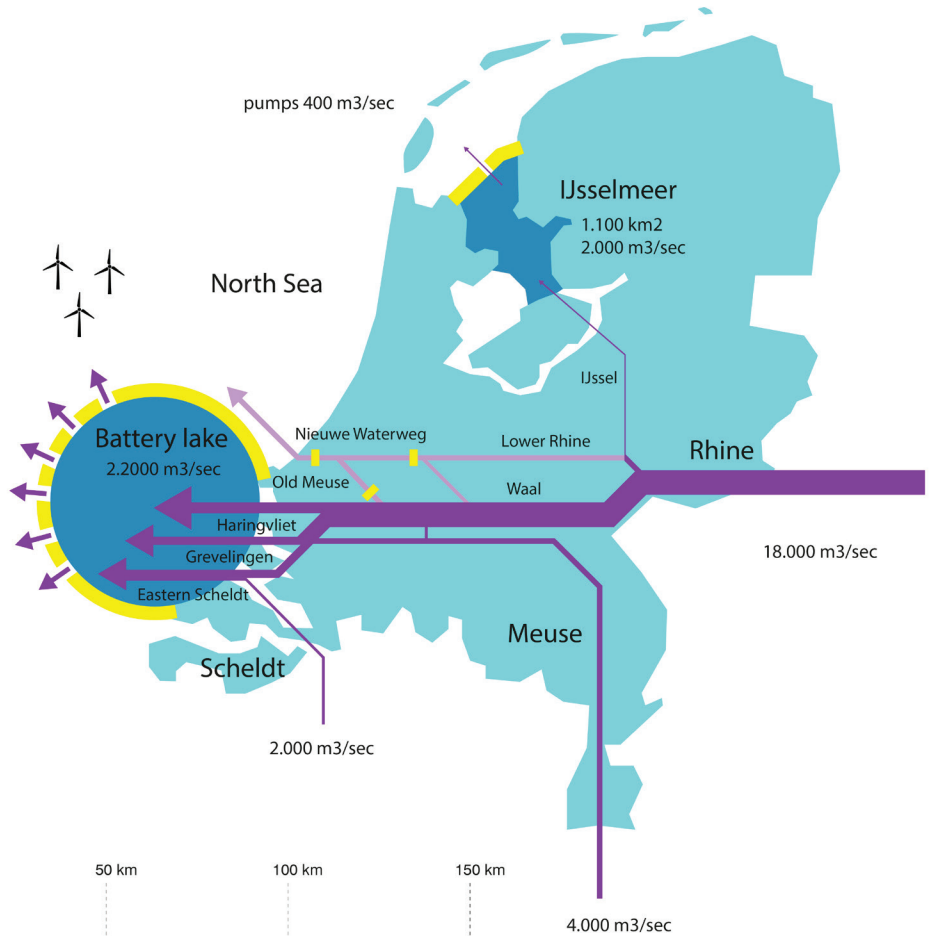 pumps 400 m3/sec
IJsselmeer
1.100 km2
2.000 m3/sec
North Sea
IJssel
Battery lake
2.2000 m3/sec
Nieuwe Waterweg
Lower Rhine
Rhine
Old Meuse
Waal
Haringvliet
18.000 m3/sec
Grevelingen
Eastern Scheldt
Meuse
Scheldt
2.000 m3/sec
50 km
100 km
150 km
4.000 m3/sec